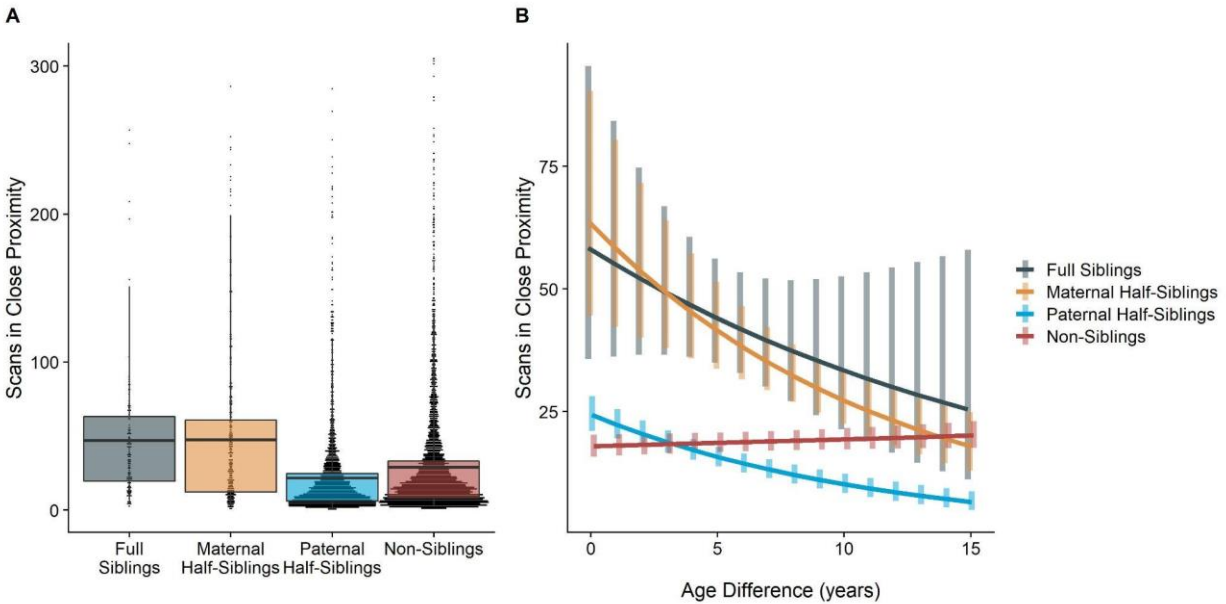 A
Scans in Close Proximity
300
200
100
0
Full
Siblings
Maternal
Half-Siblings
Paternal
Half-Siblings
Non-Siblings
B
Scans in Close Proximity
75
50
25
0
5
10
15
Age Difference (years)
Full Siblings
Maternal Half-Siblings
Paternal Half-Siblings
Non-Siblings